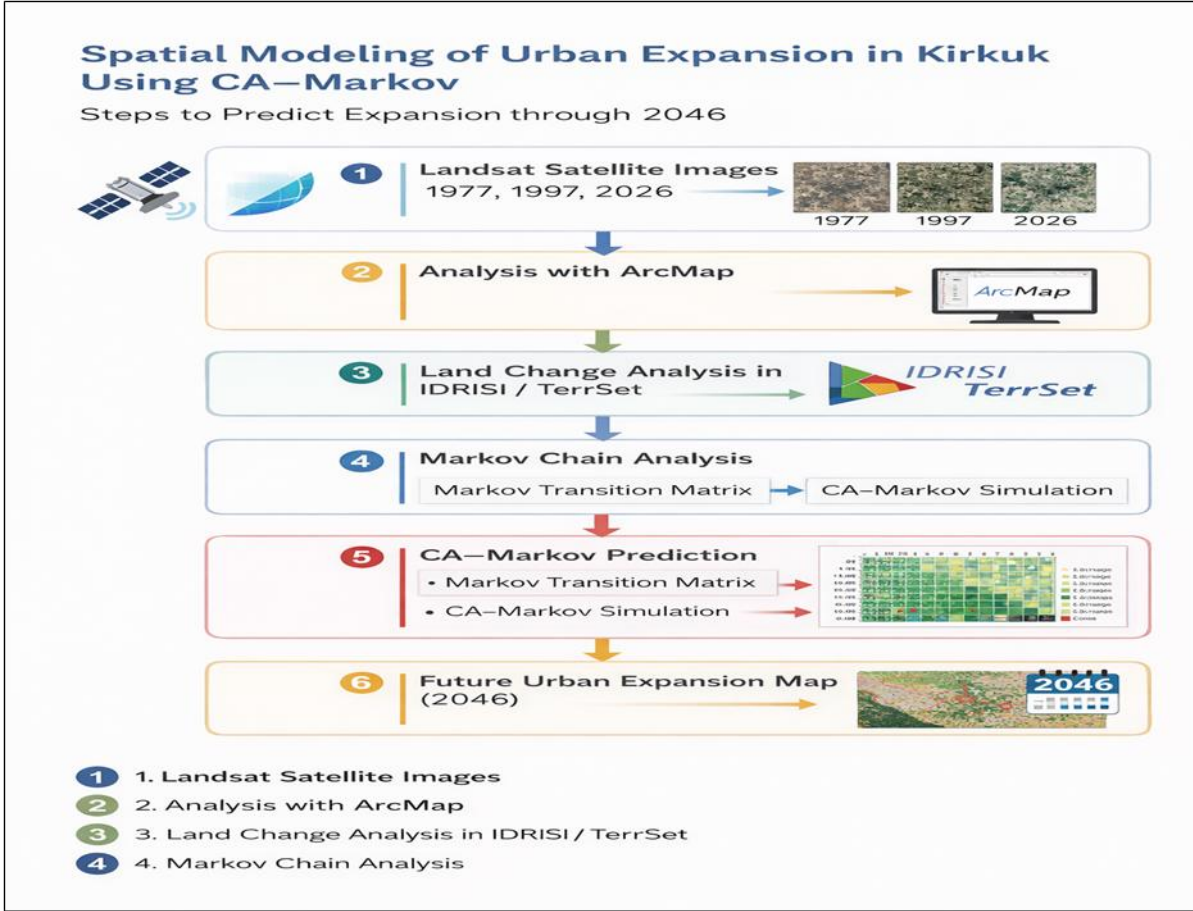 Spatial Modeling of Urban Expansion in Kirkuk
Using CA–Markov
Steps to Predict Expansion through 2046
1 Landsat Satellite Images
1977, 1997, 2026
1977 1997 2026
2 Analysis with ArcMap
ArcMap
3 Land Change Analysis in
IDRISI / TerrSet
IDRISI
TerrSet
4 Markov Chain Analysis
Markov Transition Matrix CA–Markov Simulation
5 CA–Markov Prediction
• Markov Transition Matrix
• CA–Markov Simulation
6 Future Urban Expansion Map
(2046)
2046
1 1. Landsat Satellite Images
2 2. Analysis with ArcMap
3 3. Land Change Analysis in IDRISI / TerrSet
4 4. Markov Chain Analysis